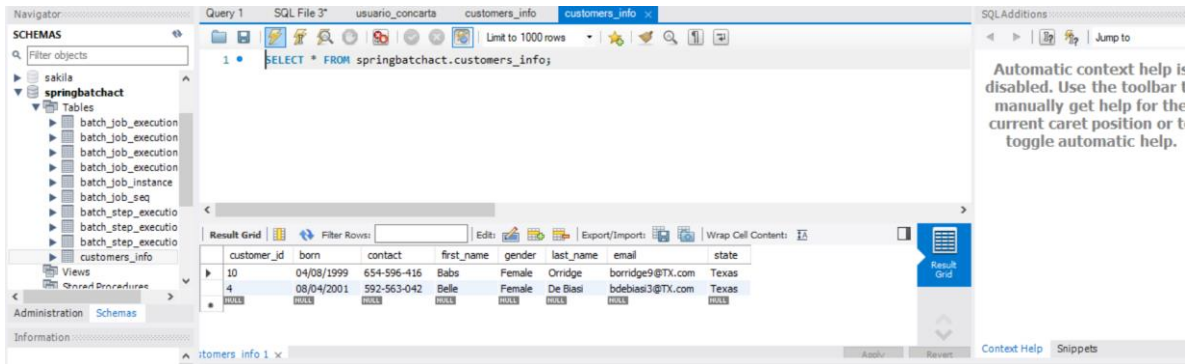 Navigator
SCHEMAS
Filter objects
sakila
springbatchact
Tables
batch_job_execution
batch_job_execution
batch_job_execution
batch_job_execution
batch_job_instance
batch_job_seq
batch_step_executio
batch_step_executio
batch_step_executio
customers_info
Views
Stored Procedures
Administration Schemas
Information
Query 1 SQL File 3* usuario_concarta customers_info customers_info
Limit to 1000 rows
1 SELECT * FROM springbatchact.customers_info;
Result Grid Filter Rows: Edit: Export/Import: Wrap Cell Content:
customer_id born contact first_name gender last_name email state
10 04/08/1999 654-596-416 Babs Female Orridge borridge9@TX.com Texas
4 08/04/2001 592-563-042 Belle Female De Biasi bdebiasi3@TX.com Texas
NULL NULL NULL NULL NULL NULL NULL NULL
Result Grid
stomers_info 1 Apply Revert
SQLAdditions
Jump to
Automatic context help is
disabled. Use the toolbar t
manually get help for the
current caret position or t
toggle automatic help.
Context Help Snippets